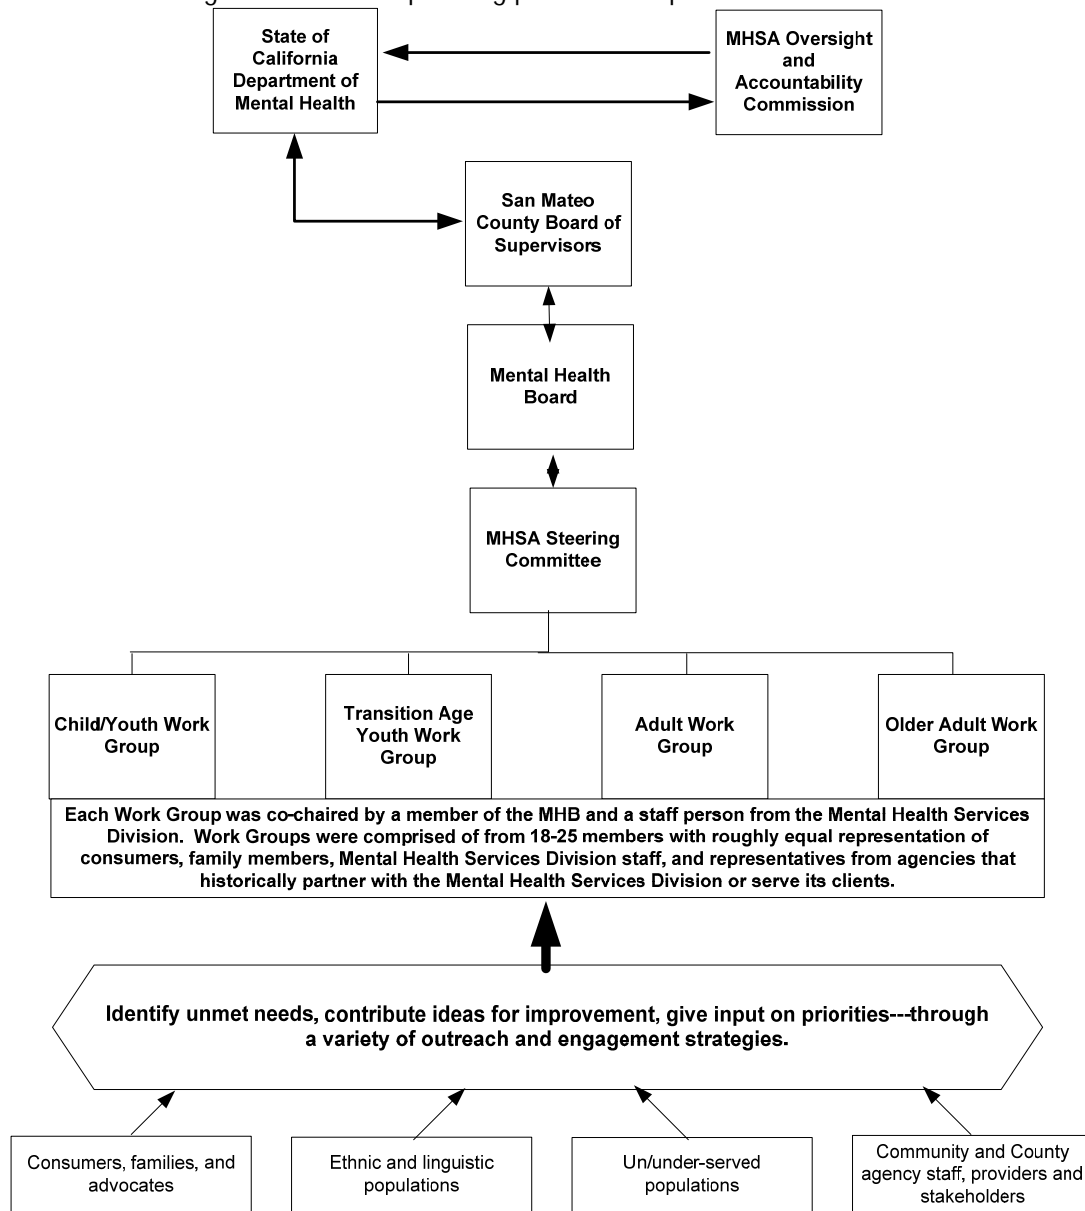 State of
California
Department of
Mental Health
MHSA Oversight
and
Accountability
Commission
San Mateo
County Board of
Supervisors
Mental Health
Board
MHSA Steering
Committee
Child/Youth Work
Group
Transition Age
Youth Work
Group
Adult Work
Group
Older Adult Work
Group
Each Work Group was co-chaired by a member of the MHB and a staff person from the Mental Health Services
Division. Work Groups were comprised of from 18-25 members with roughly equal representation of
consumers, family members, Mental Health Services Division staff, and representatives from agencies that
historically partner with the Mental Health Services Division or serve its clients.
Identify unmet needs, contribute ideas for improvement, give input on priorities---through
a variety of outreach and engagement strategies.
Consumers, families, and
advocates
Ethnic and linguistic
populations
Un/under-served
populations
Community and County
agency staff, providers and
stakeholders